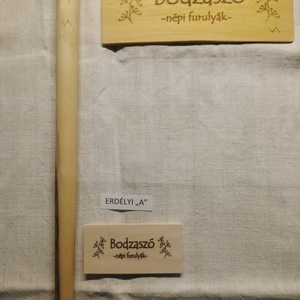 Bodzaszó
-népi furulyák-
ERDÉLYI „A"
Bodzaszó
-népi furulyák-